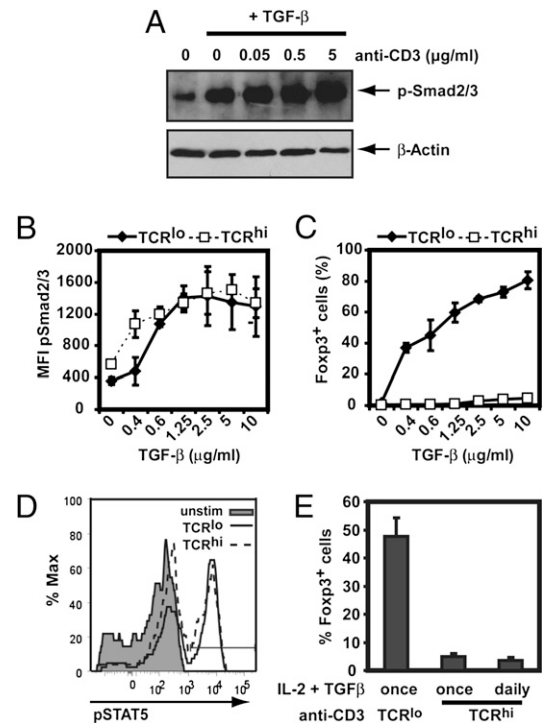 A
+ TGF-β
0 0 0.05 0.5 5 anti-CD3 (µg/ml)
p-Smad2/3
β-Actin
B
TCRlo TCRhi
MFI pSmad2/3
2000
1600
1200
800
400
0
0 0.4 0.6 1.25 2.5 5 10
TGF-β (µg/ml)
C
TCRlo TCRhi
Foxp3+ cells (%)
100
80
60
40
20
0
0 0.4 0.6 1.25 2.5 5 10
TGF-β (µg/ml)
D
unstim
TCRlo
TCRhi
% Max
100
80
60
40
20
0
0 10² 10³ 10⁴ 10⁵
pSTAT5
E
% Foxp3+ cells
60
50
40
30
20
10
0
IL-2 + TGFβ once once daily
anti-CD3 TCRlo TCRhi